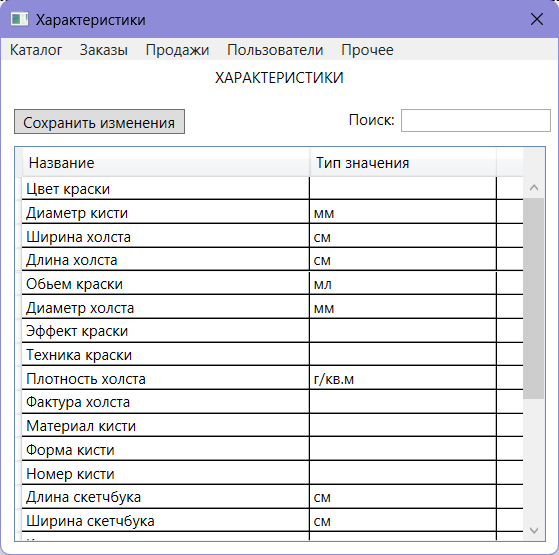 Характеристики
Каталог Заказы Продажи Пользователи Прочее
ХАРАКТЕРИСТИКИ
Сохранить изменения Поиск:
Название Тип значения
Цвет краски
Диаметр кисти мм
Ширина холста см
Длина холста см
Обьем краски мл
Диаметр холста мм
Эффект краски
Техника краски
Плотность холста г/кв.м
Фактура холста
Материал кисти
Форма кисти
Номер кисти
Длина скетчбука см
Ширина скетчбука см